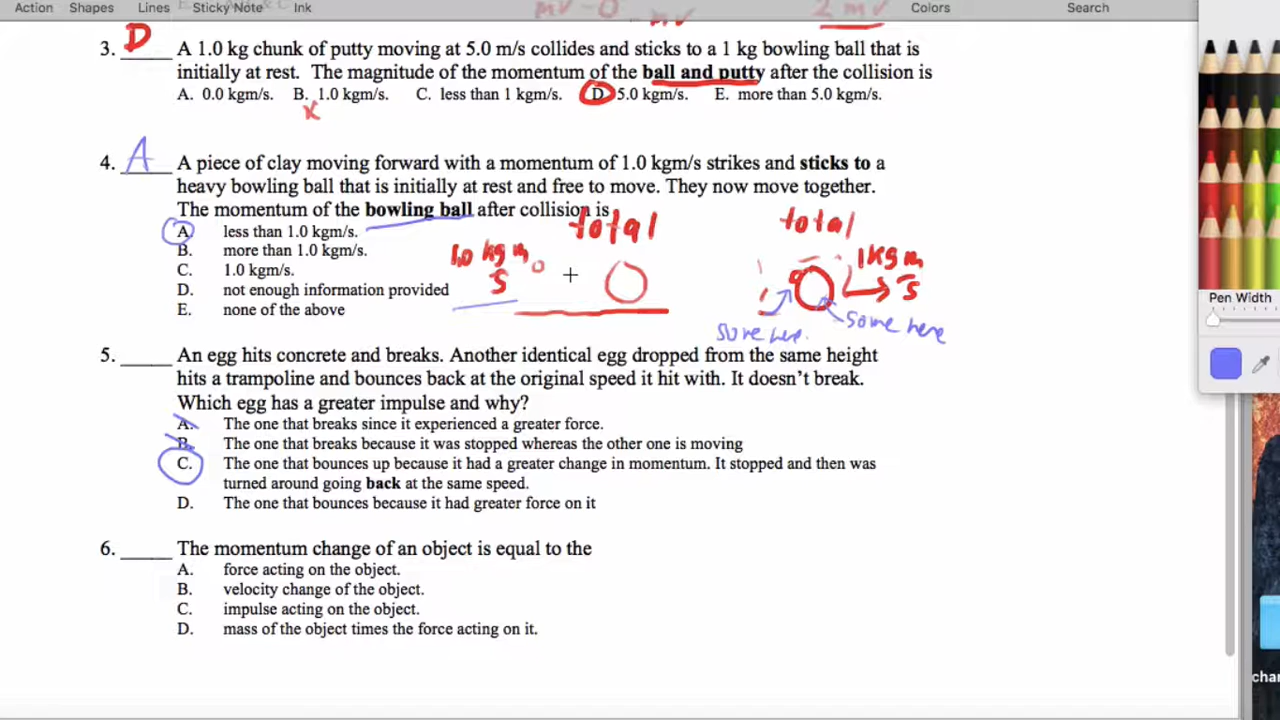 Action Shapes Lines Sticky Note Ink Colors Search
mv - 0 mv 2 mv
3. D A 1.0 kg chunk of putty moving at 5.0 m/s collides and sticks to a 1 kg bowling ball that is
initially at rest. The magnitude of the momentum of the ball and putty after the collision is
A. 0.0 kgm/s. B. 1.0 kgm/s. C. less than 1 kgm/s. D. 5.0 kgm/s. E. more than 5.0 kgm/s.
x
4. A A piece of clay moving forward with a momentum of 1.0 kgm/s strikes and sticks to a
heavy bowling ball that is initially at rest and free to move. They now move together.
The momentum of the bowling ball after collision is
total total
A. less than 1.0 kgm/s.
B. more than 1.0 kgm/s.
1.0 kg m 1 kg m
C. 1.0 kgm/s.
s + s
D. not enough information provided
E. none of the above
some here
5. An egg hits concrete and breaks. Another identical egg dropped from the same height
hits a trampoline and bounces back at the original speed it hit with. It doesn't break.
Which egg has a greater impulse and why?
A. The one that breaks since it experienced a greater force.
B. The one that breaks because it was stopped whereas the other one is moving
C. The one that bounces up because it had a greater change in momentum. It stopped and then was
turned around going back at the same speed.
D. The one that bounces because it had greater force on it
6. The momentum change of an object is equal to the
A. force acting on the object.
B. velocity change of the object.
C. impulse acting on the object.
D. mass of the object times the force acting on it.
Pen Width